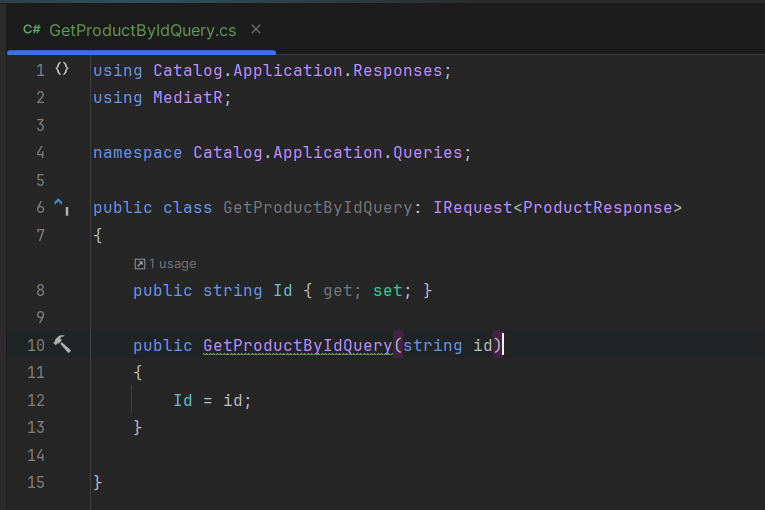 C# GetProductByIdQuery.cs ×
1 using Catalog.Application.Responses;
2 using MediatR;
3
4 namespace Catalog.Application.Queries;
5
6 public class GetProductByIdQuery: IRequest<ProductResponse>
7 {
1 usage
8 public string Id { get; set; }
9
10 public GetProductByIdQuery(string id)
11 {
12 Id = id;
13 }
14
15 }